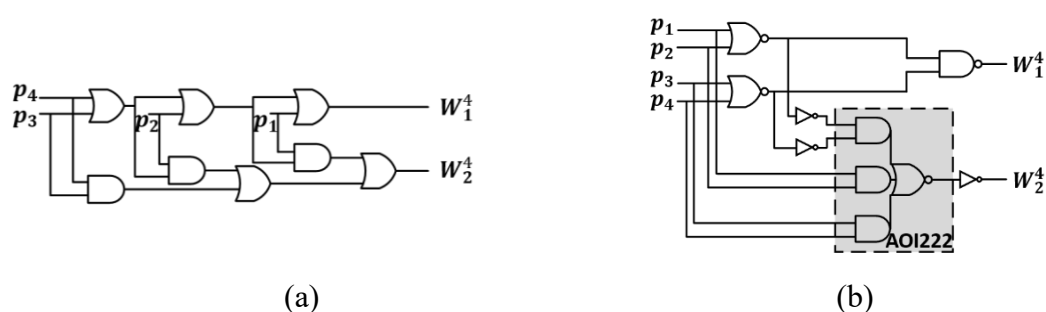 p₄
p₃
p₂
p₁
W₁⁴
W₂⁴
(a)
p₁
p₂
p₃
p₄
W₁⁴
W₂⁴
AOI222
(b)